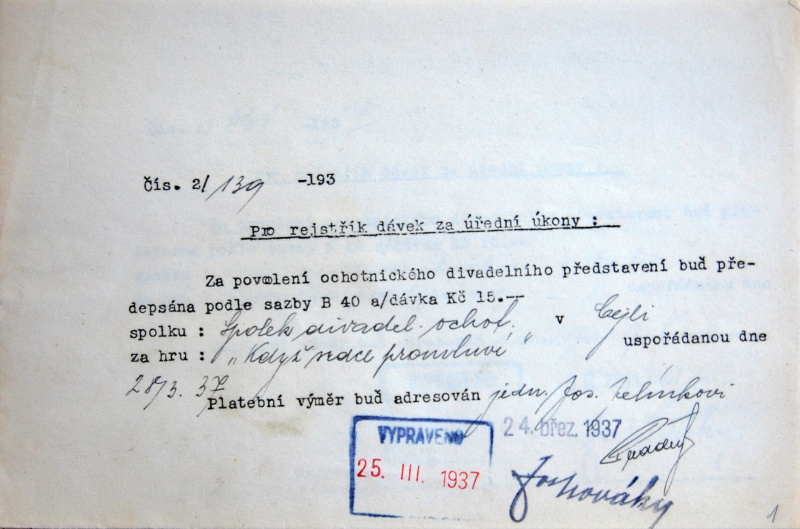 Čís. 2/139 -193
Pro rejstřík dávek za úřední úkony :
Za povolení ochotnického divadelního představení buď pře-
depsána podle sazby B 40 a/dávka Kč 15.--
spolku : Spolek divadel. ochot. v Cejli
za hru : „Když srdce promluví" uspořádanou dne
28/3. 37
Platební výměr buď adresován jedn. Jos. Zelinkovi
VYPRAVENO
25. III. 1937
24. břez. 1937
1